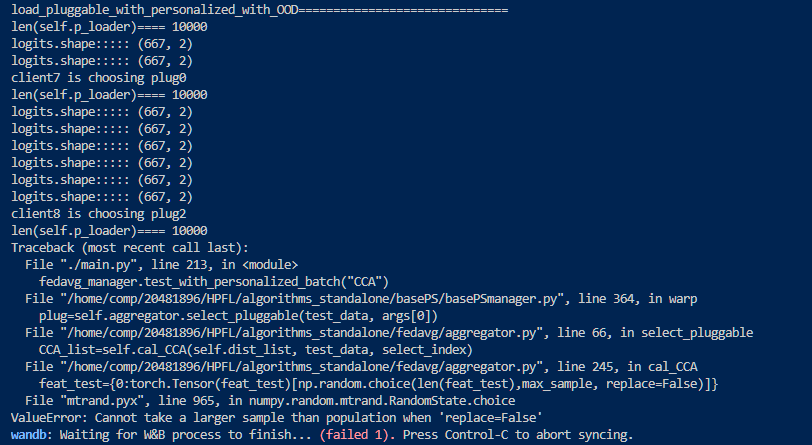 load_pluggable_with_personalized_with_OOD==============================
len(self.p_loader)==== 10000
logits.shape::::: (667, 2)
logits.shape::::: (667, 2)
client7 is choosing plug0
len(self.p_loader)==== 10000
logits.shape::::: (667, 2)
logits.shape::::: (667, 2)
logits.shape::::: (667, 2)
logits.shape::::: (667, 2)
logits.shape::::: (667, 2)
logits.shape::::: (667, 2)
client8 is choosing plug2
len(self.p_loader)==== 10000
Traceback (most recent call last):
  File "./main.py", line 213, in <module>
    fedavg_manager.test_with_personalized_batch("CCA")
  File "/home/comp/20481896/HPFL/algorithms_standalone/basePS/basePSmanager.py", line 364, in warp
    plug=self.aggregator.select_pluggable(test_data, args[0])
  File "/home/comp/20481896/HPFL/algorithms_standalone/fedavg/aggregator.py", line 66, in select_pluggable
    CCA_list=self.cal_CCA(self.dist_list, test_data, select_index)
  File "/home/comp/20481896/HPFL/algorithms_standalone/fedavg/aggregator.py", line 245, in cal_CCA
    feat_test={0:torch.Tensor(feat_test)[np.random.choice(len(feat_test),max_sample, replace=False)]}
  File "mtrand.pyx", line 965, in numpy.random.mtrand.RandomState.choice
ValueError: Cannot take a larger sample than population when 'replace=False'
wandb: Waiting for W&B process to finish... (failed 1). Press Control-C to abort syncing.